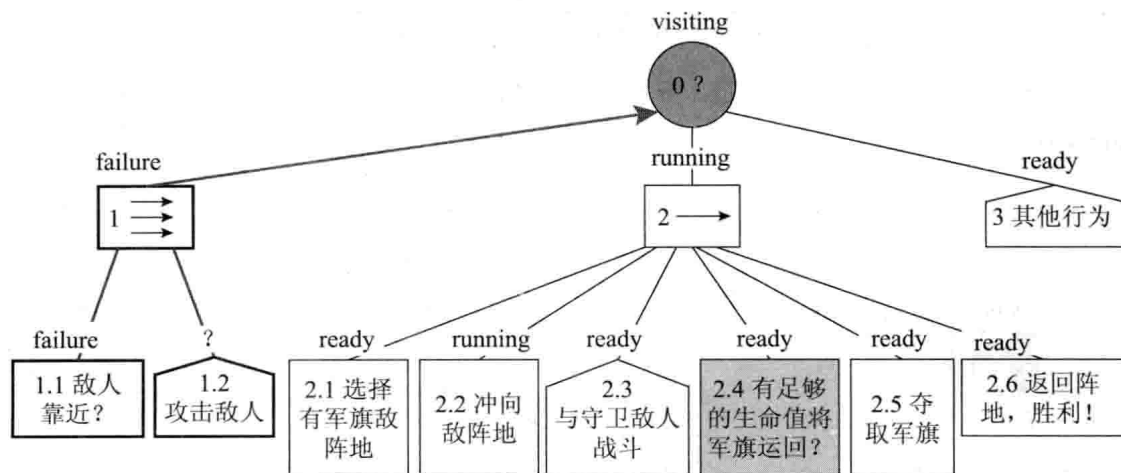 visiting
0 ?
failure
running
ready
1
2
3 其他行为
failure
?
ready
running
ready
ready
ready
ready
1.1 敌人
靠近？
1.2
攻击敌人
2.1 选择
有军旗敌
阵地
2.2 冲向
敌阵地
2.3
与守卫敌人
战斗
2.4 有足够
的生命值将
军旗运回？
2.5 夺
取军旗
2.6 返回阵
地，胜利！